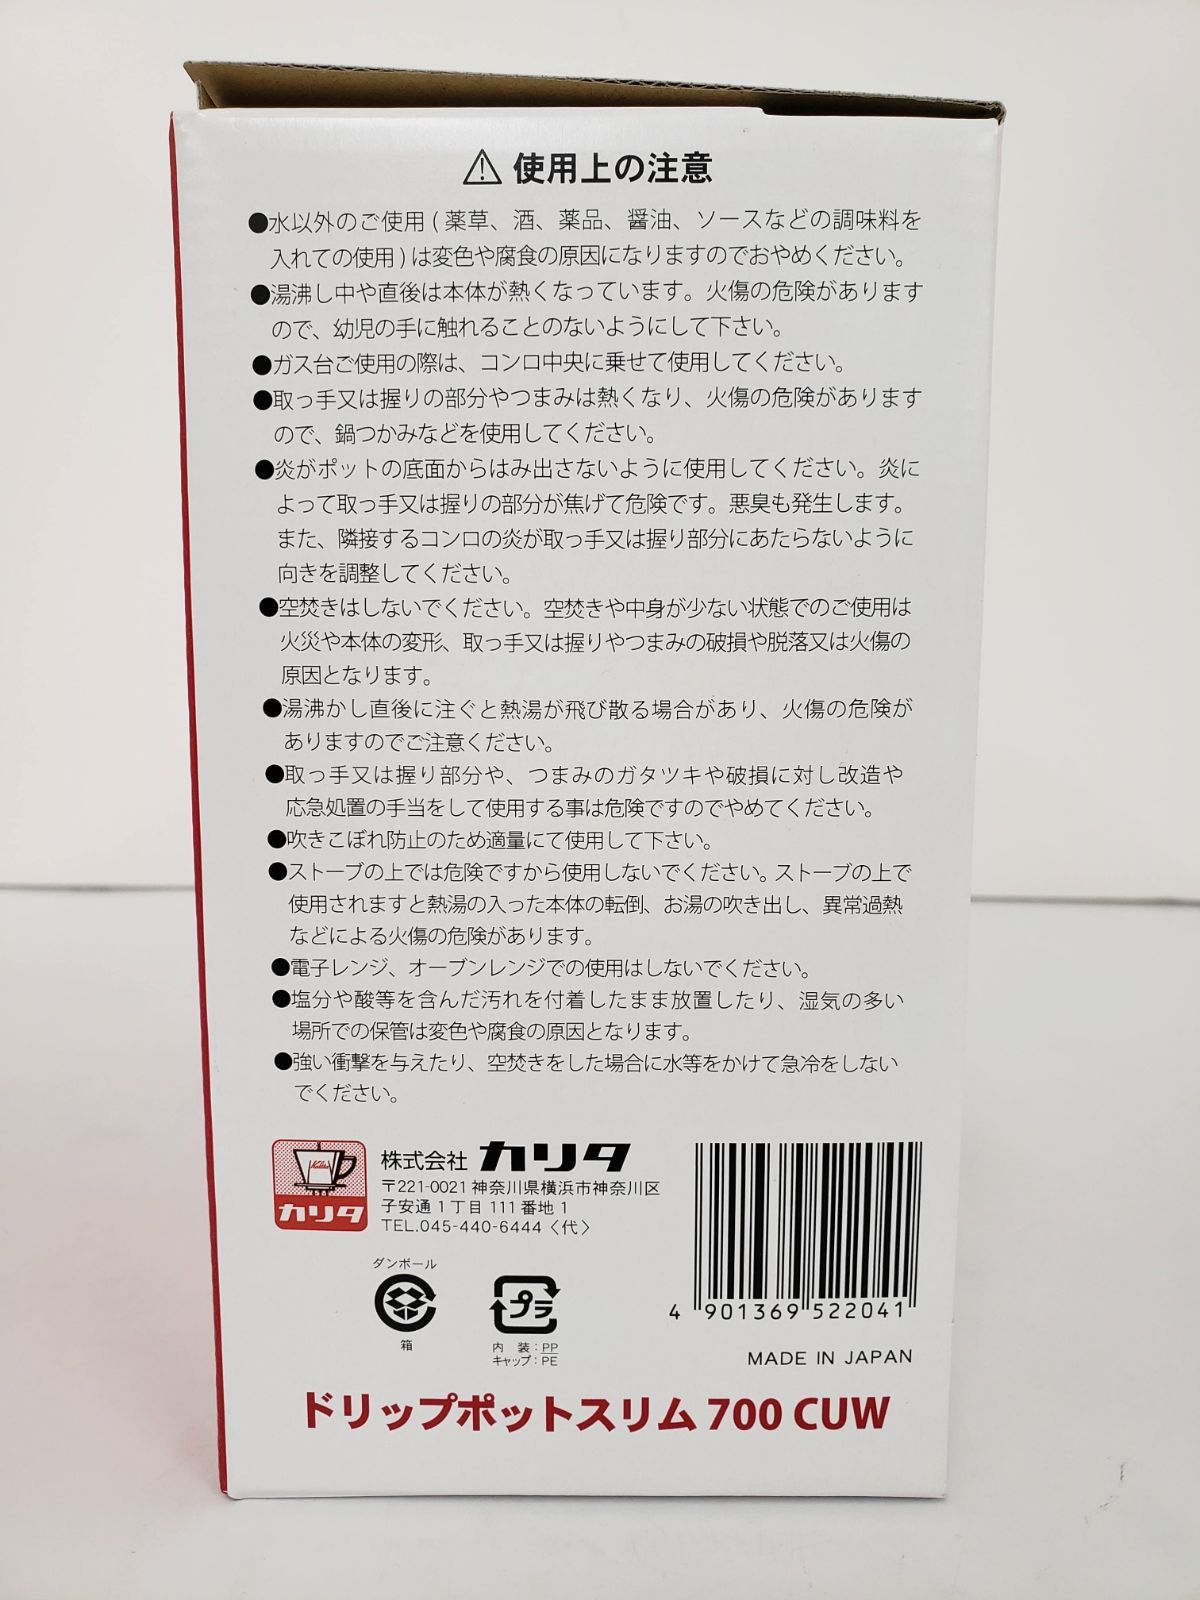 ⚠ 使用上の注意
●水以外のご使用(薬草、酒、薬品、醤油、ソースなどの調味料を
入れての使用)は変色や腐食の原因になりますのでおやめください。
●湯沸し中や直後は本体が熱くなっています。火傷の危険があります
ので、幼児の手に触れることのないようにして下さい。
●ガス台ご使用の際は、コンロ中央に乗せて使用してください。
●取っ手又は握りの部分やつまみは熱くなり、火傷の危険があります
ので、鍋つかみなどを使用してください。
●炎がポットの底面からはみ出さないように使用してください。炎に
よって取っ手又は握りの部分が焦げて危険です。悪臭も発生します。
また、隣接するコンロの炎が取っ手又は握り部分にあたらないように
向きを調整してください。
●空焚きはしないでください。空焚きや中身が少ない状態でのご使用は
火災や本体の変形、取っ手又は握りやつまみの破損や脱落又は火傷の
原因となります。
●湯沸かし直後に注ぐと熱湯が飛び散る場合があり、火傷の危険が
ありますのでご注意ください。
●取っ手又は握り部分や、つまみのガタツキや破損に対し改造や
応急処置の手当をして使用する事は危険ですのでやめてください。
●吹きこぼれ防止のため適量にて使用して下さい。
●ストーブの上では危険ですから使用しないでください。ストーブの上で
使用されますと熱湯の入った本体の転倒、お湯の吹き出し、異常過熱
などによる火傷の危険があります。
●電子レンジ、オーブンレンジでの使用はしないでください。
●塩分や酸等を含んだ汚れを付着したまま放置したり、湿気の多い
場所での保管は変色や腐食の原因となります。
●強い衝撃を与えたり、空焚きをした場合に水等をかけて急冷をしない
でください。
Kalita
カリタ
株式会社 カリタ
〒221-0021 神奈川県横浜市神奈川区
子安通1丁目111番地1
TEL.045-440-6444〈代〉
ダンボール
箱
プラ
内 装:PP
キャップ:PE
4 901369 522041
MADE IN JAPAN
ドリップポットスリム 700 CUW